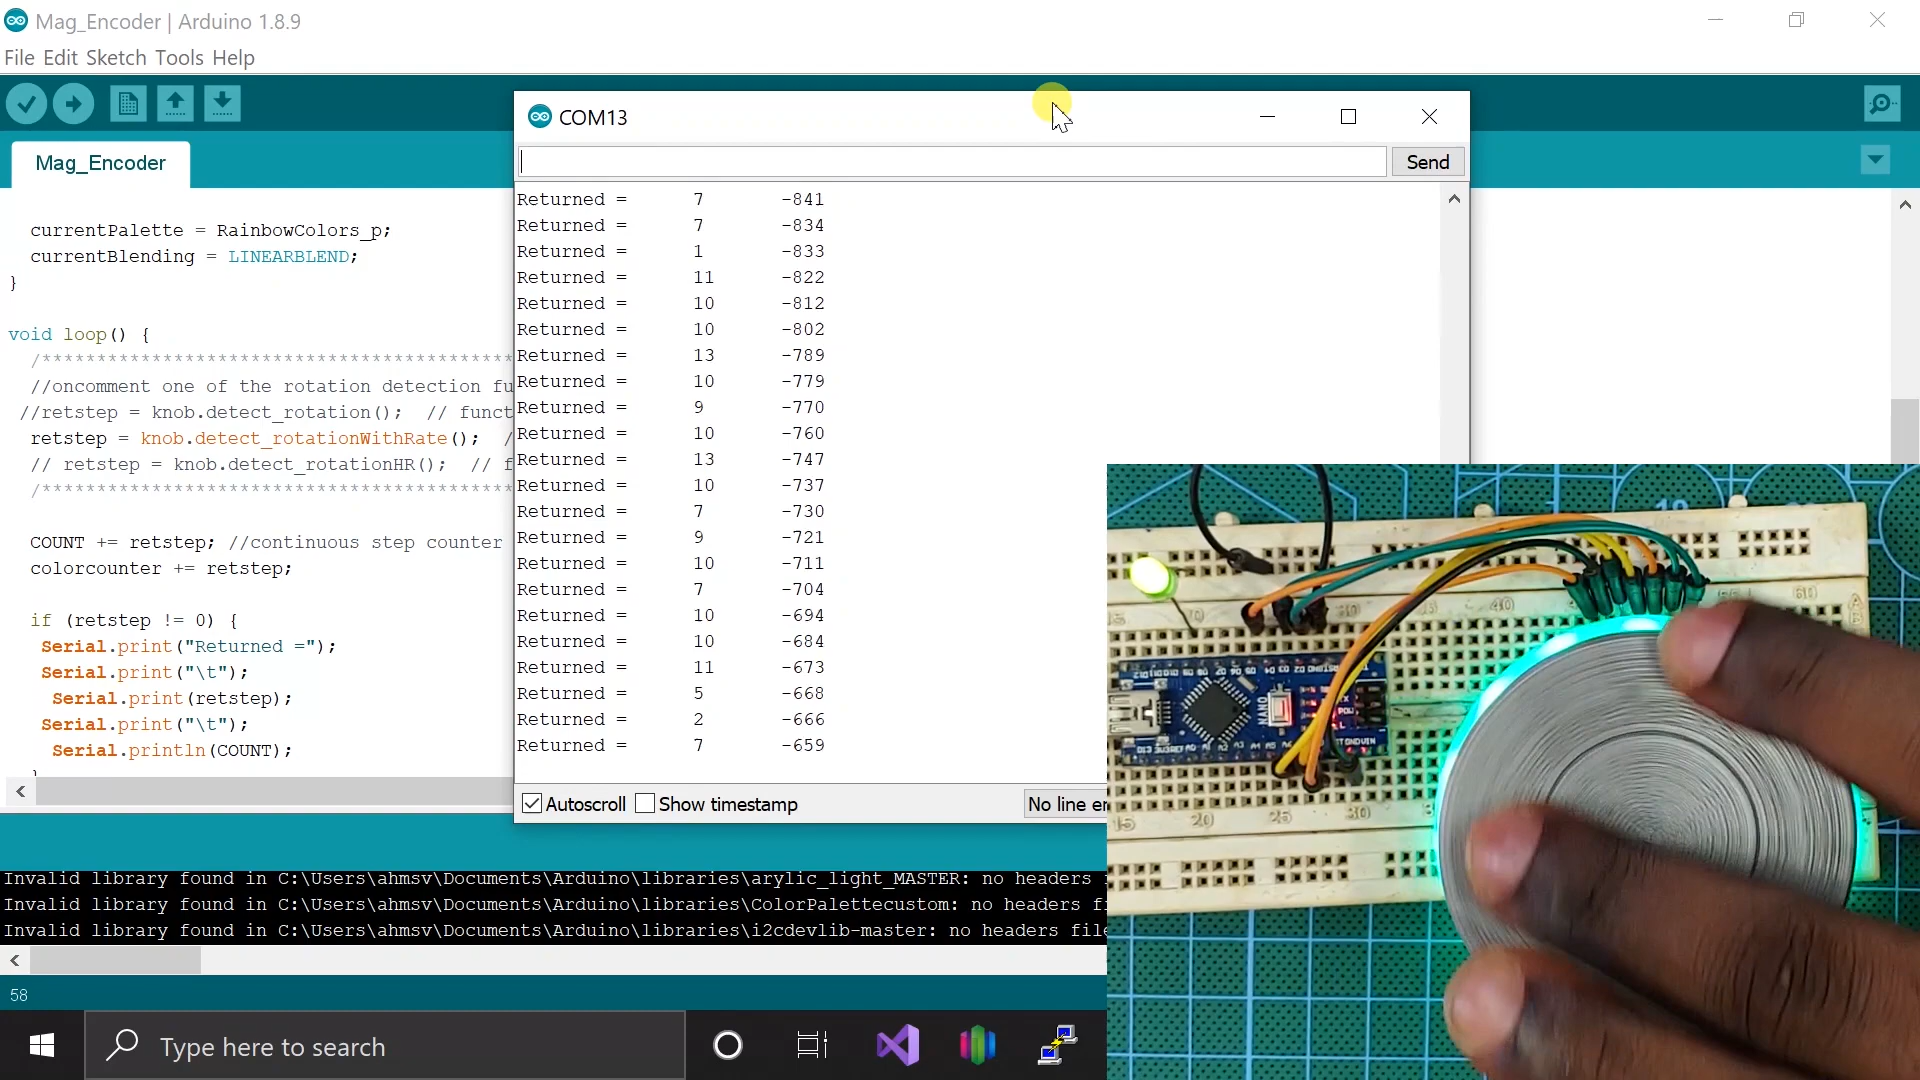 Mag_Encoder | Arduino 1.8.9
File Edit Sketch Tools Help
Mag_Encoder
currentPalette = RainbowColors_p;
currentBlending = LINEARBLEND;
}
void loop() {
/*******************************************
//oncomment one of the rotation detection fu
//retstep = knob.detect_rotation(); // funct
retstep = knob.detect_rotationWithRate(); /
// retstep = knob.detect_rotationHR(); // f
/*******************************************
COUNT += retstep; //continuous step counter
colorcounter += retstep;
if (retstep != 0) {
Serial.print("Returned =");
Serial.print("\t");
Serial.print(retstep);
Serial.print("\t");
Serial.println(COUNT);
COM13
Send
Returned = 7 -841
Returned = 7 -834
Returned = 1 -833
Returned = 11 -822
Returned = 10 -812
Returned = 10 -802
Returned = 13 -789
Returned = 10 -779
Returned = 9 -770
Returned = 10 -760
Returned = 13 -747
Returned = 10 -737
Returned = 7 -730
Returned = 9 -721
Returned = 10 -711
Returned = 7 -704
Returned = 10 -694
Returned = 10 -684
Returned = 11 -673
Returned = 5 -668
Returned = 2 -666
Returned = 7 -659
Autoscroll Show timestamp No line e
Invalid library found in C:\Users\ahmsv\Documents\Arduino\libraries\arylic_light_MASTER: no headers
Invalid library found in C:\Users\ahmsv\Documents\Arduino\libraries\ColorPalettecustom: no headers f
Invalid library found in C:\Users\ahmsv\Documents\Arduino\libraries\i2cdevlib-master: no headers file
58
Type here to search
40
60
15 20 25 30